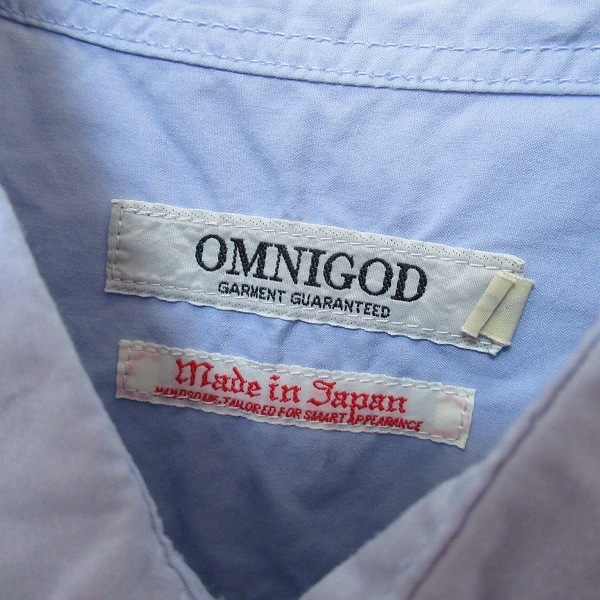 OMNIGOD
GARMENT GUARANTEED
Made in Japan
HANDSOME-TAILORED FOR SMART APPEARANCE